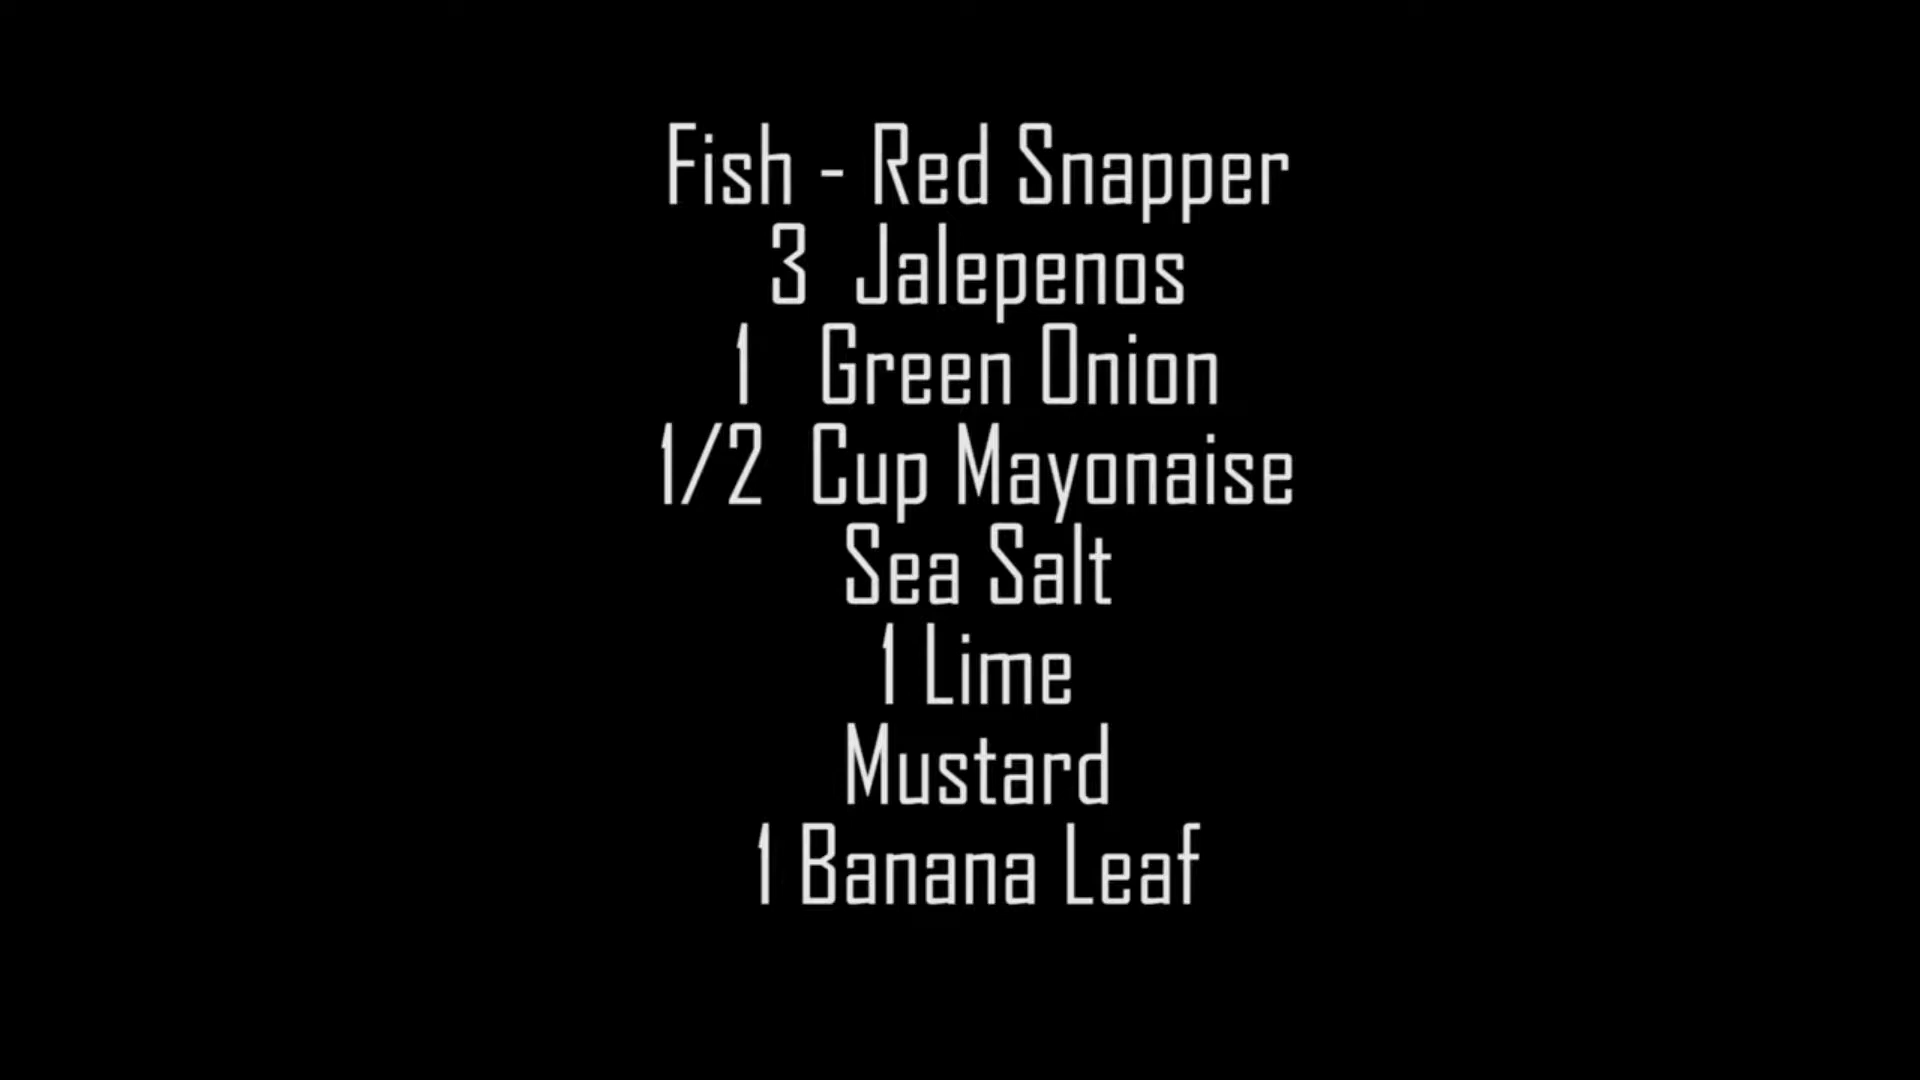 Fish - Red Snapper
3 Jalepenos
1 Green Onion
1/2 Cup Mayonaise
Sea Salt
1 Lime
Mustard
1 Banana Leaf